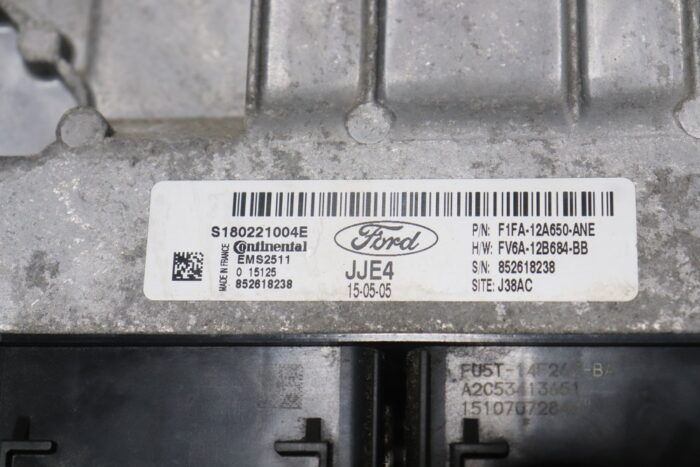 S180221004E
MADE IN FRANCE
Continental
EMS2511
0 15125
852618238
Ford
JJE4
15-05-05
P/N: F1FA-12A650-ANE
H/W: FV6A-12B684-BB
S/N: 852618238
SITE: J38AC
A2C53413651